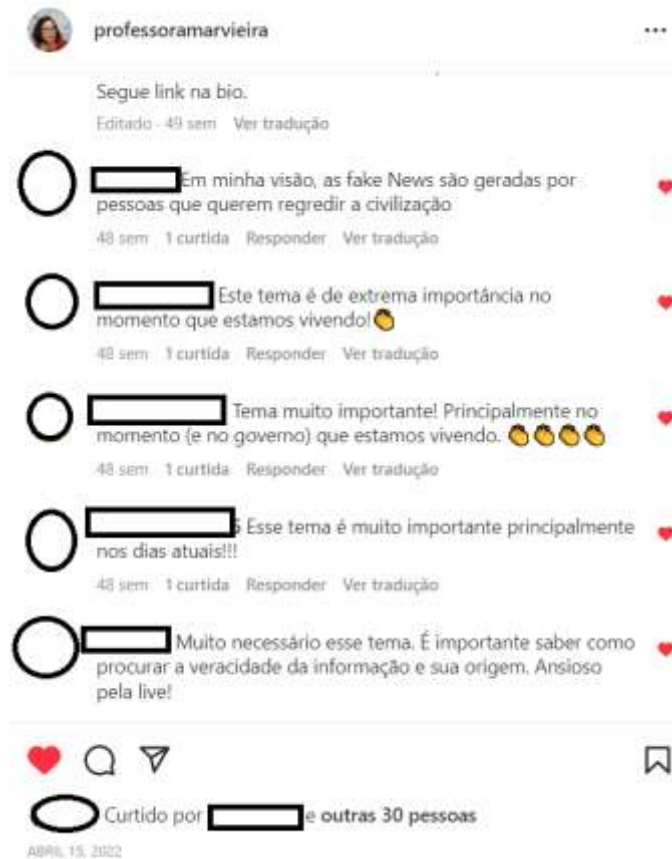 professoramarvieira
Segue link na bio.
Editado · 49 sem Ver tradução
Em minha visão, as fake News são geradas por
pessoas que querem regredir a civilização
48 sem 1 curtida Responder Ver tradução
Este tema é de extrema importância no
momento que estamos vivendo!👏
48 sem 1 curtida Responder Ver tradução
Tema muito importante! Principalmente no
momento (e no governo) que estamos vivendo. 👏👏👏👏
48 sem 1 curtida Responder Ver tradução
Esse tema é muito importante principalmente
nos dias atuais!!!
48 sem 1 curtida Responder Ver tradução
Muito necessário esse tema. É importante saber como
procurar a veracidade da informação e sua origem. Ansioso
pela live!
Curtido por e outras 30 pessoas
ABRIL 15, 2022